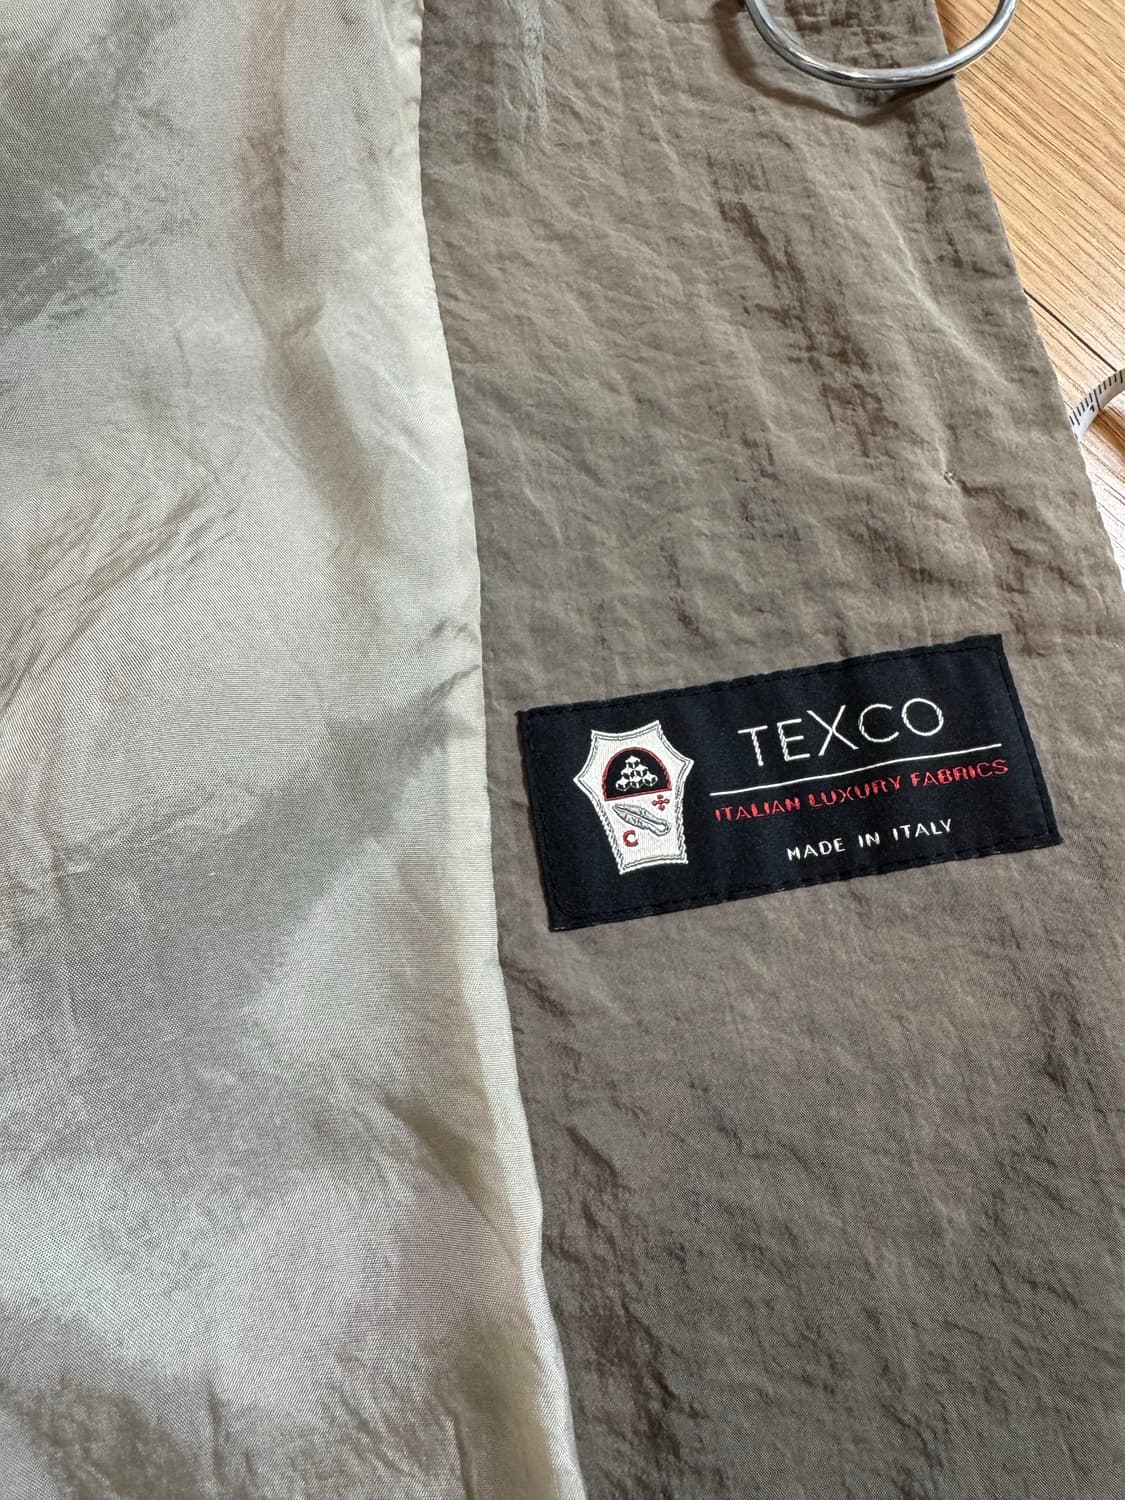 TEXCO
ITALIAN LUXURY FABRICS
MADE IN ITALY
C